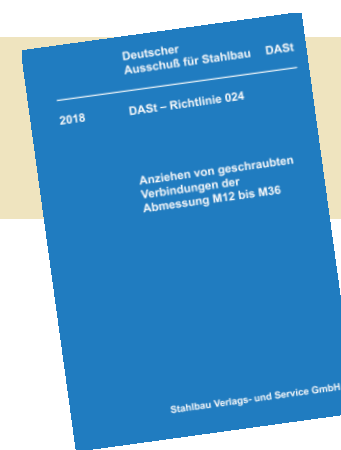 Deutscher
Ausschuß für Stahlbau DASt
2018 DASt – Richtlinie 024
Anziehen von geschraubten
Verbindungen der
Abmessung M12 bis M36
Stahlbau Verlags- und Service GmbH